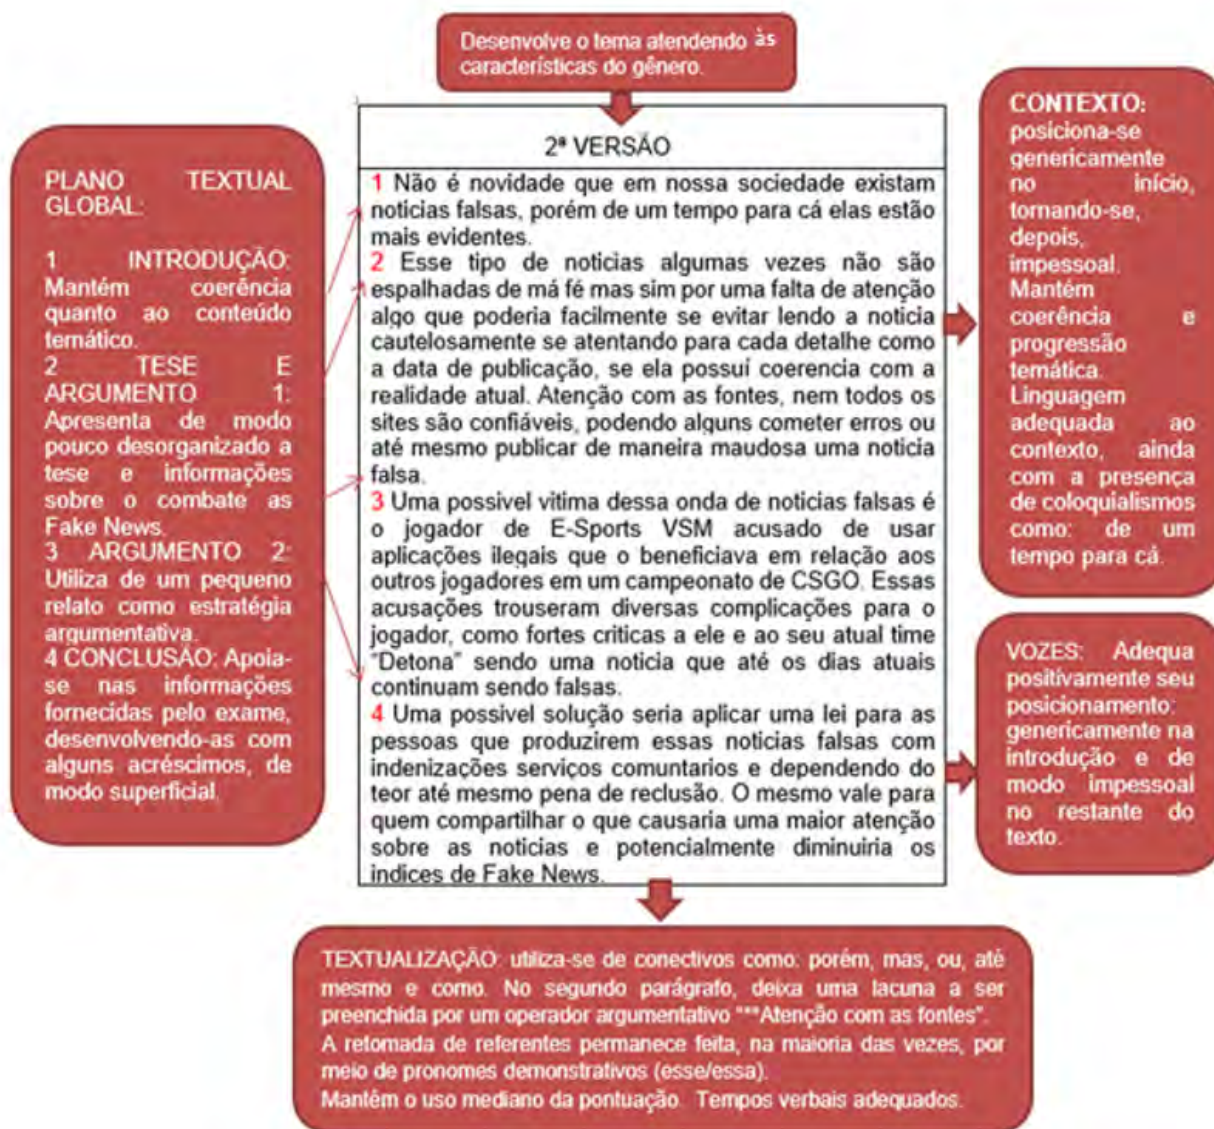 Desenvolve o tema atendendo às
características do gênero.
PLANO TEXTUAL
GLOBAL:
1 INTRODUÇÃO:
Mantém coerência
quanto ao conteúdo
temático.
2 TESE E
ARGUMENTO 1:
Apresenta de modo
pouco desorganizado a
tese e informações
sobre o combate as
Fake News.
3 ARGUMENTO 2:
Utiliza de um pequeno
relato como estratégia
argumentativa.
4 CONCLUSÃO: Apoia-
se nas informações
fornecidas pelo exame,
desenvolvendo-as com
alguns acréscimos, de
modo superficial.
2ª VERSÃO
1 Não é novidade que em nossa sociedade existam
noticias falsas, porém de um tempo para cá elas estão
mais evidentes.
2 Esse tipo de noticias algumas vezes não são
espalhadas de má fé mas sim por uma falta de atenção
algo que poderia facilmente se evitar lendo a noticia
cautelosamente se atentando para cada detalhe como
a data de publicação, se ela possuí coerencia com a
realidade atual. Atenção com as fontes, nem todos os
sites são confiáveis, podendo alguns cometer erros ou
até mesmo publicar de maneira maudosa uma noticia
falsa.
3 Uma possivel vitima dessa onda de noticias falsas é
o jogador de E-Sports VSM acusado de usar
aplicações ilegais que o beneficiava em relação aos
outros jogadores em um campeonato de CSGO. Essas
acusações trouseram diversas complicações para o
jogador, como fortes criticas a ele e ao seu atual time
"Detona" sendo uma noticia que até os dias atuais
continuam sendo falsas.
4 Uma possivel solução seria aplicar uma lei para as
pessoas que produzirem essas noticias falsas com
indenizações serviços comuntarios e dependendo do
teor até mesmo pena de reclusão. O mesmo vale para
quem compartilhar o que causaria uma maior atenção
sobre as noticias e potencialmente diminuiria os
indices de Fake News.
CONTEXTO:
posiciona-se
genericamente
no início,
tornando-se,
depois,
impessoal.
Mantém
coerência e
progressão
temática.
Linguagem
adequada ao
contexto, ainda
com a presença
de coloquialismos
como: de um
tempo para cá.
VOZES: Adequa
positivamente seu
posicionamento:
genericamente na
introdução e de
modo impessoal
no restante do
texto.
TEXTUALIZAÇÃO: utiliza-se de conectivos como: porém, mas, ou, até
mesmo e como. No segundo parágrafo, deixa uma lacuna a ser
preenchida por um operador argumentativo "***Atenção com as fontes".
A retomada de referentes permanece feita, na maioria das vezes, por
meio de pronomes demonstrativos (esse/essa).
Mantém o uso mediano da pontuação. Tempos verbais adequados.